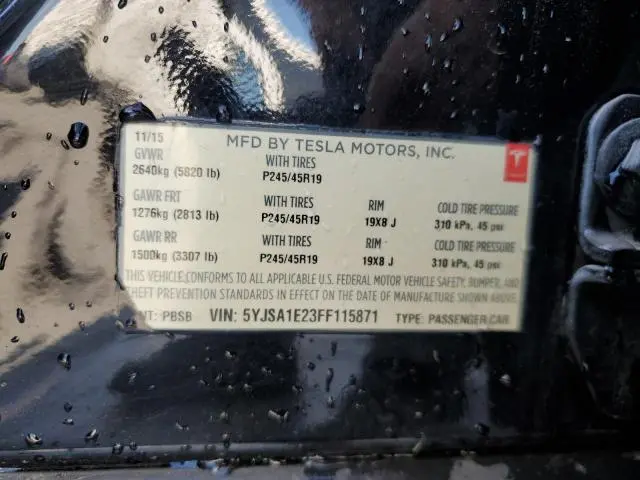 11/15 MFD BY TESLA MOTORS, INC.
GVWR WITH TIRES
2640kg (5820 lb) P245/45R19
GAWR FRT WITH TIRES RIM COLD TIRE PRESSURE
1276kg (2813 lb) P245/45R19 19X8 J 310 kPa, 45 psi
GAWR RR WITH TIRES RIM COLD TIRE PRESSURE
1500kg (3307 lb) P245/45R19 19X8 J 310 kPa, 45 psi
THIS VEHICLE CONFORMS TO ALL APPLICABLE U.S. FEDERAL MOTOR VEHICLE SAFETY, BUMPER, AND
THEFT PREVENTION STANDARDS IN EFFECT ON THE DATE OF MANUFACTURE SHOWN ABOVE.
PBSB VIN: 5YJSA1E23FF115871 TYPE: PASSENGER CAR